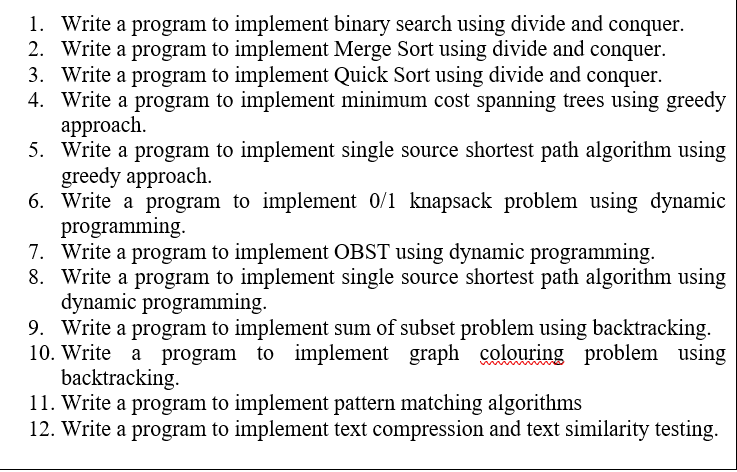 1. Write a program to implement binary search using divide and conquer.
2. Write a program to implement Merge Sort using divide and conquer.
3. Write a program to implement Quick Sort using divide and conquer.
4. Write a program to implement minimum cost spanning trees using greedy
approach.
5. Write a program to implement single source shortest path algorithm using
greedy approach.
6. Write a program to implement 0/1 knapsack problem using dynamic
programming.
7. Write a program to implement OBST using dynamic programming.
8. Write a program to implement single source shortest path algorithm using
dynamic programming.
9. Write a program to implement sum of subset problem using backtracking.
10. Write a program to implement graph colouring problem using
backtracking.
11. Write a program to implement pattern matching algorithms
12. Write a program to implement text compression and text similarity testing.